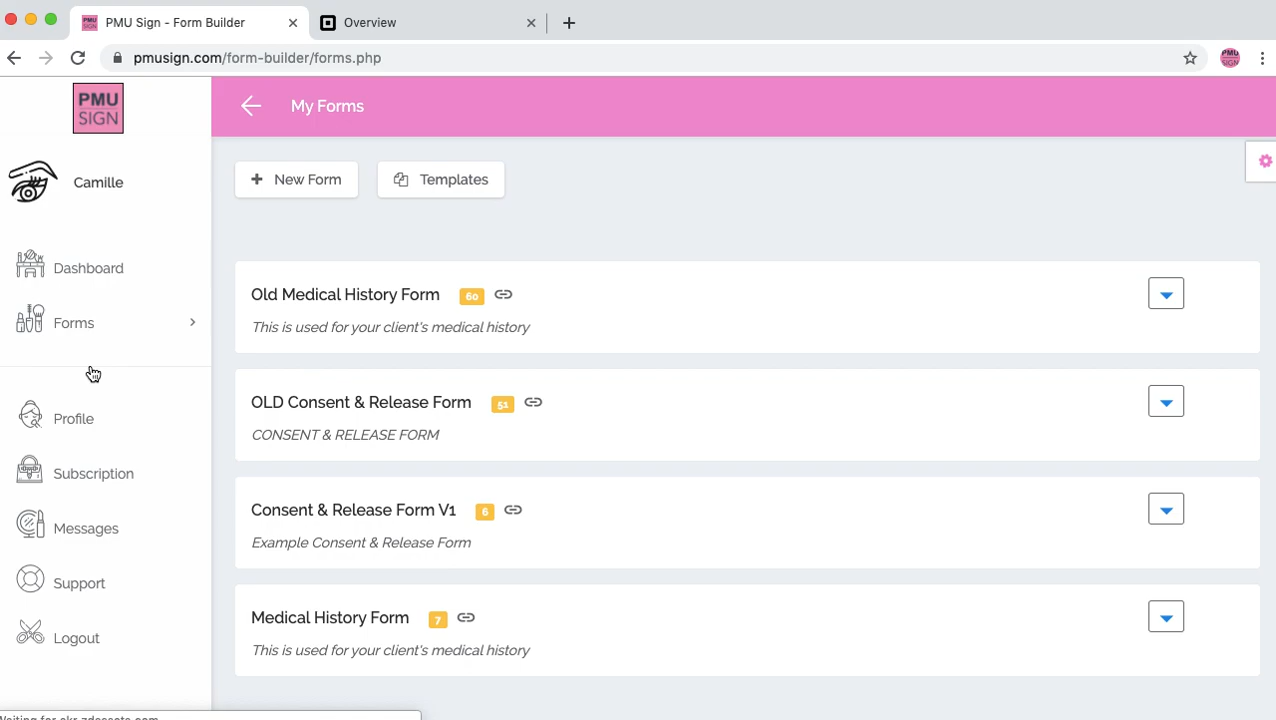 PMU Sign - Form Builder
Overview
pmusign.com/form-builder/forms.php
PMU
SIGN
PMU
SIGN
My Forms
Camille
New Form
Templates
Dashboard
Forms
Profile
Subscription
Messages
Support
Logout
Old Medical History Form 60
This is used for your client's medical history
OLD Consent & Release Form 51
CONSENT & RELEASE FORM
Consent & Release Form V1 6
Example Consent & Release Form
Medical History Form 7
This is used for your client's medical history